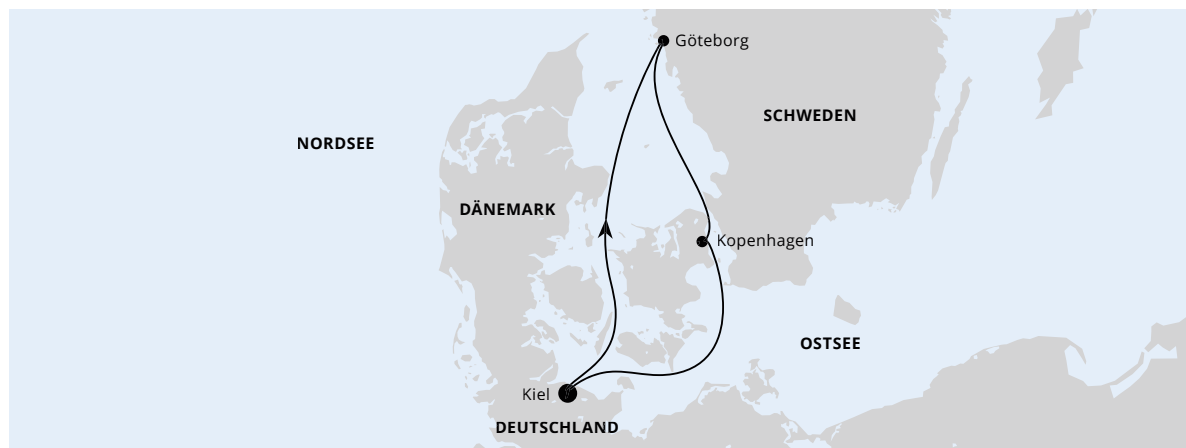 Göteborg
SCHWEDEN
NORDSEE
DÄNEMARK
Kopenhagen
OSTSEE
Kiel
DEUTSCHLAND